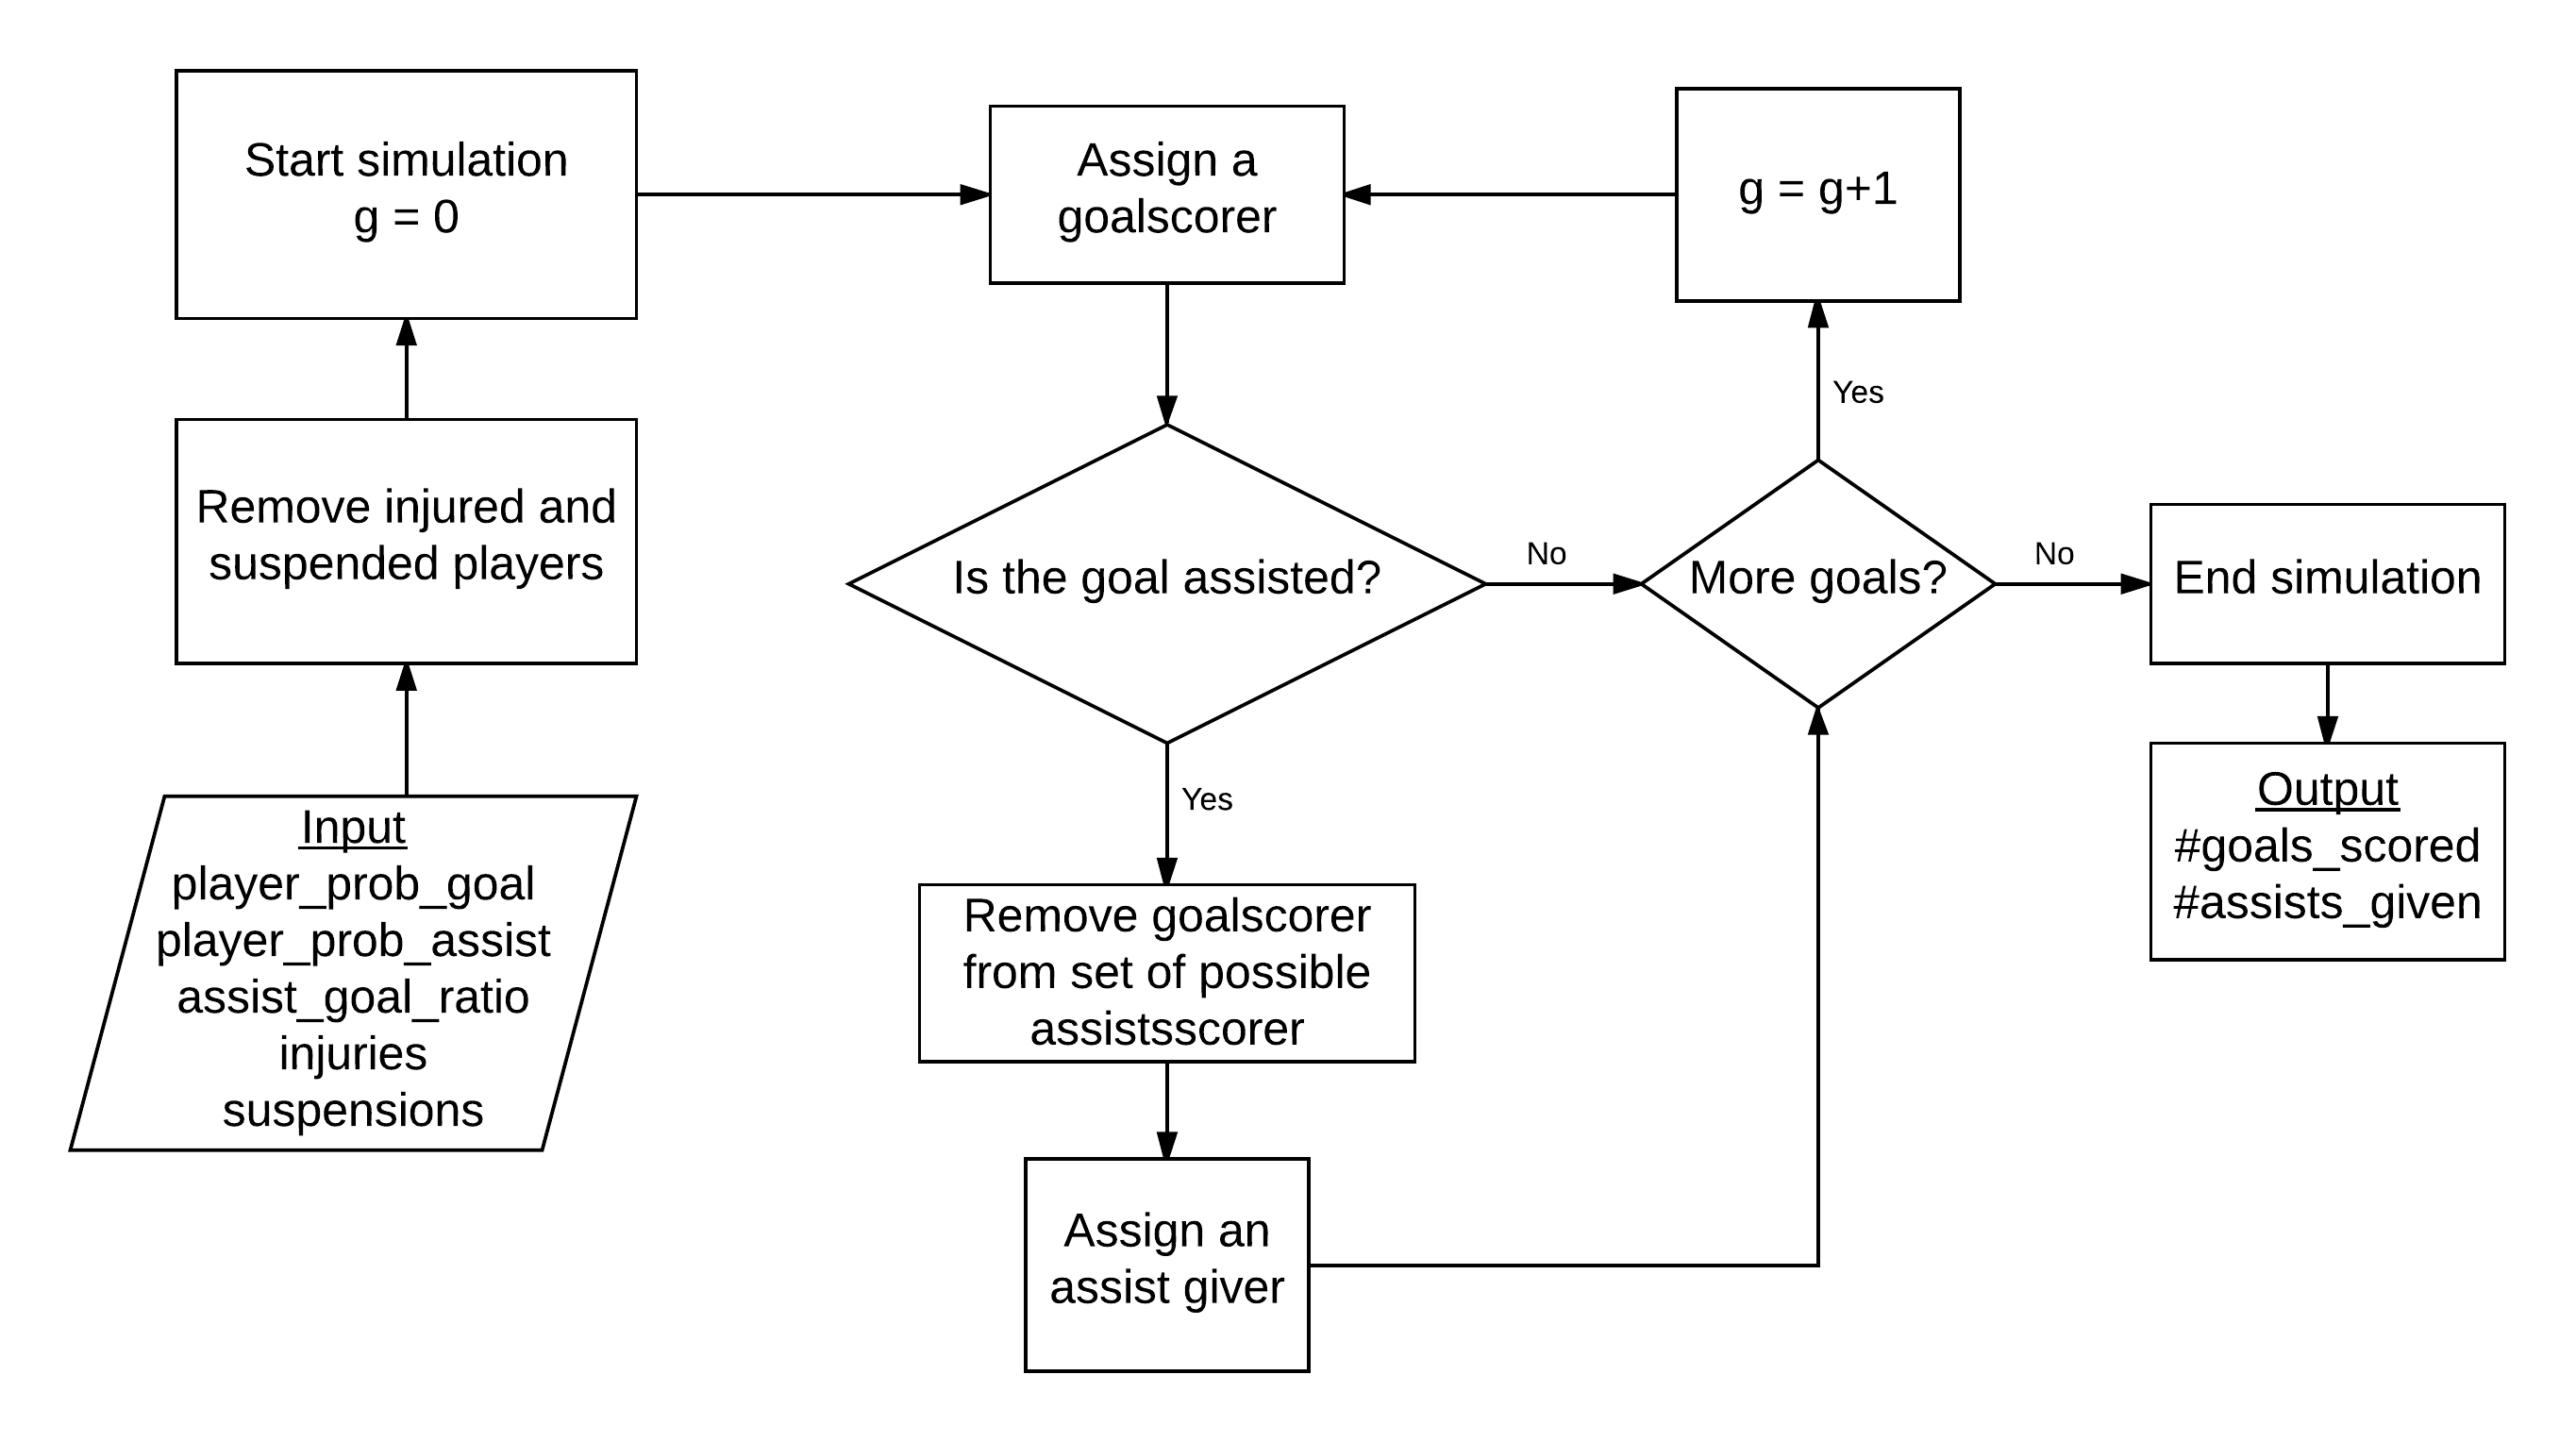 Start simulation
g = 0
Assign a
goalscorer
g = g+1
Yes
Remove injured and
suspended players
Is the goal assisted?
No
More goals?
No
End simulation
Yes
Input
player_prob_goal
player_prob_assist
assist_goal_ratio
injuries
suspensions
Remove goalscorer
from set of possible
assistsscorer
Output
#goals_scored
#assists_given
Assign an
assist giver